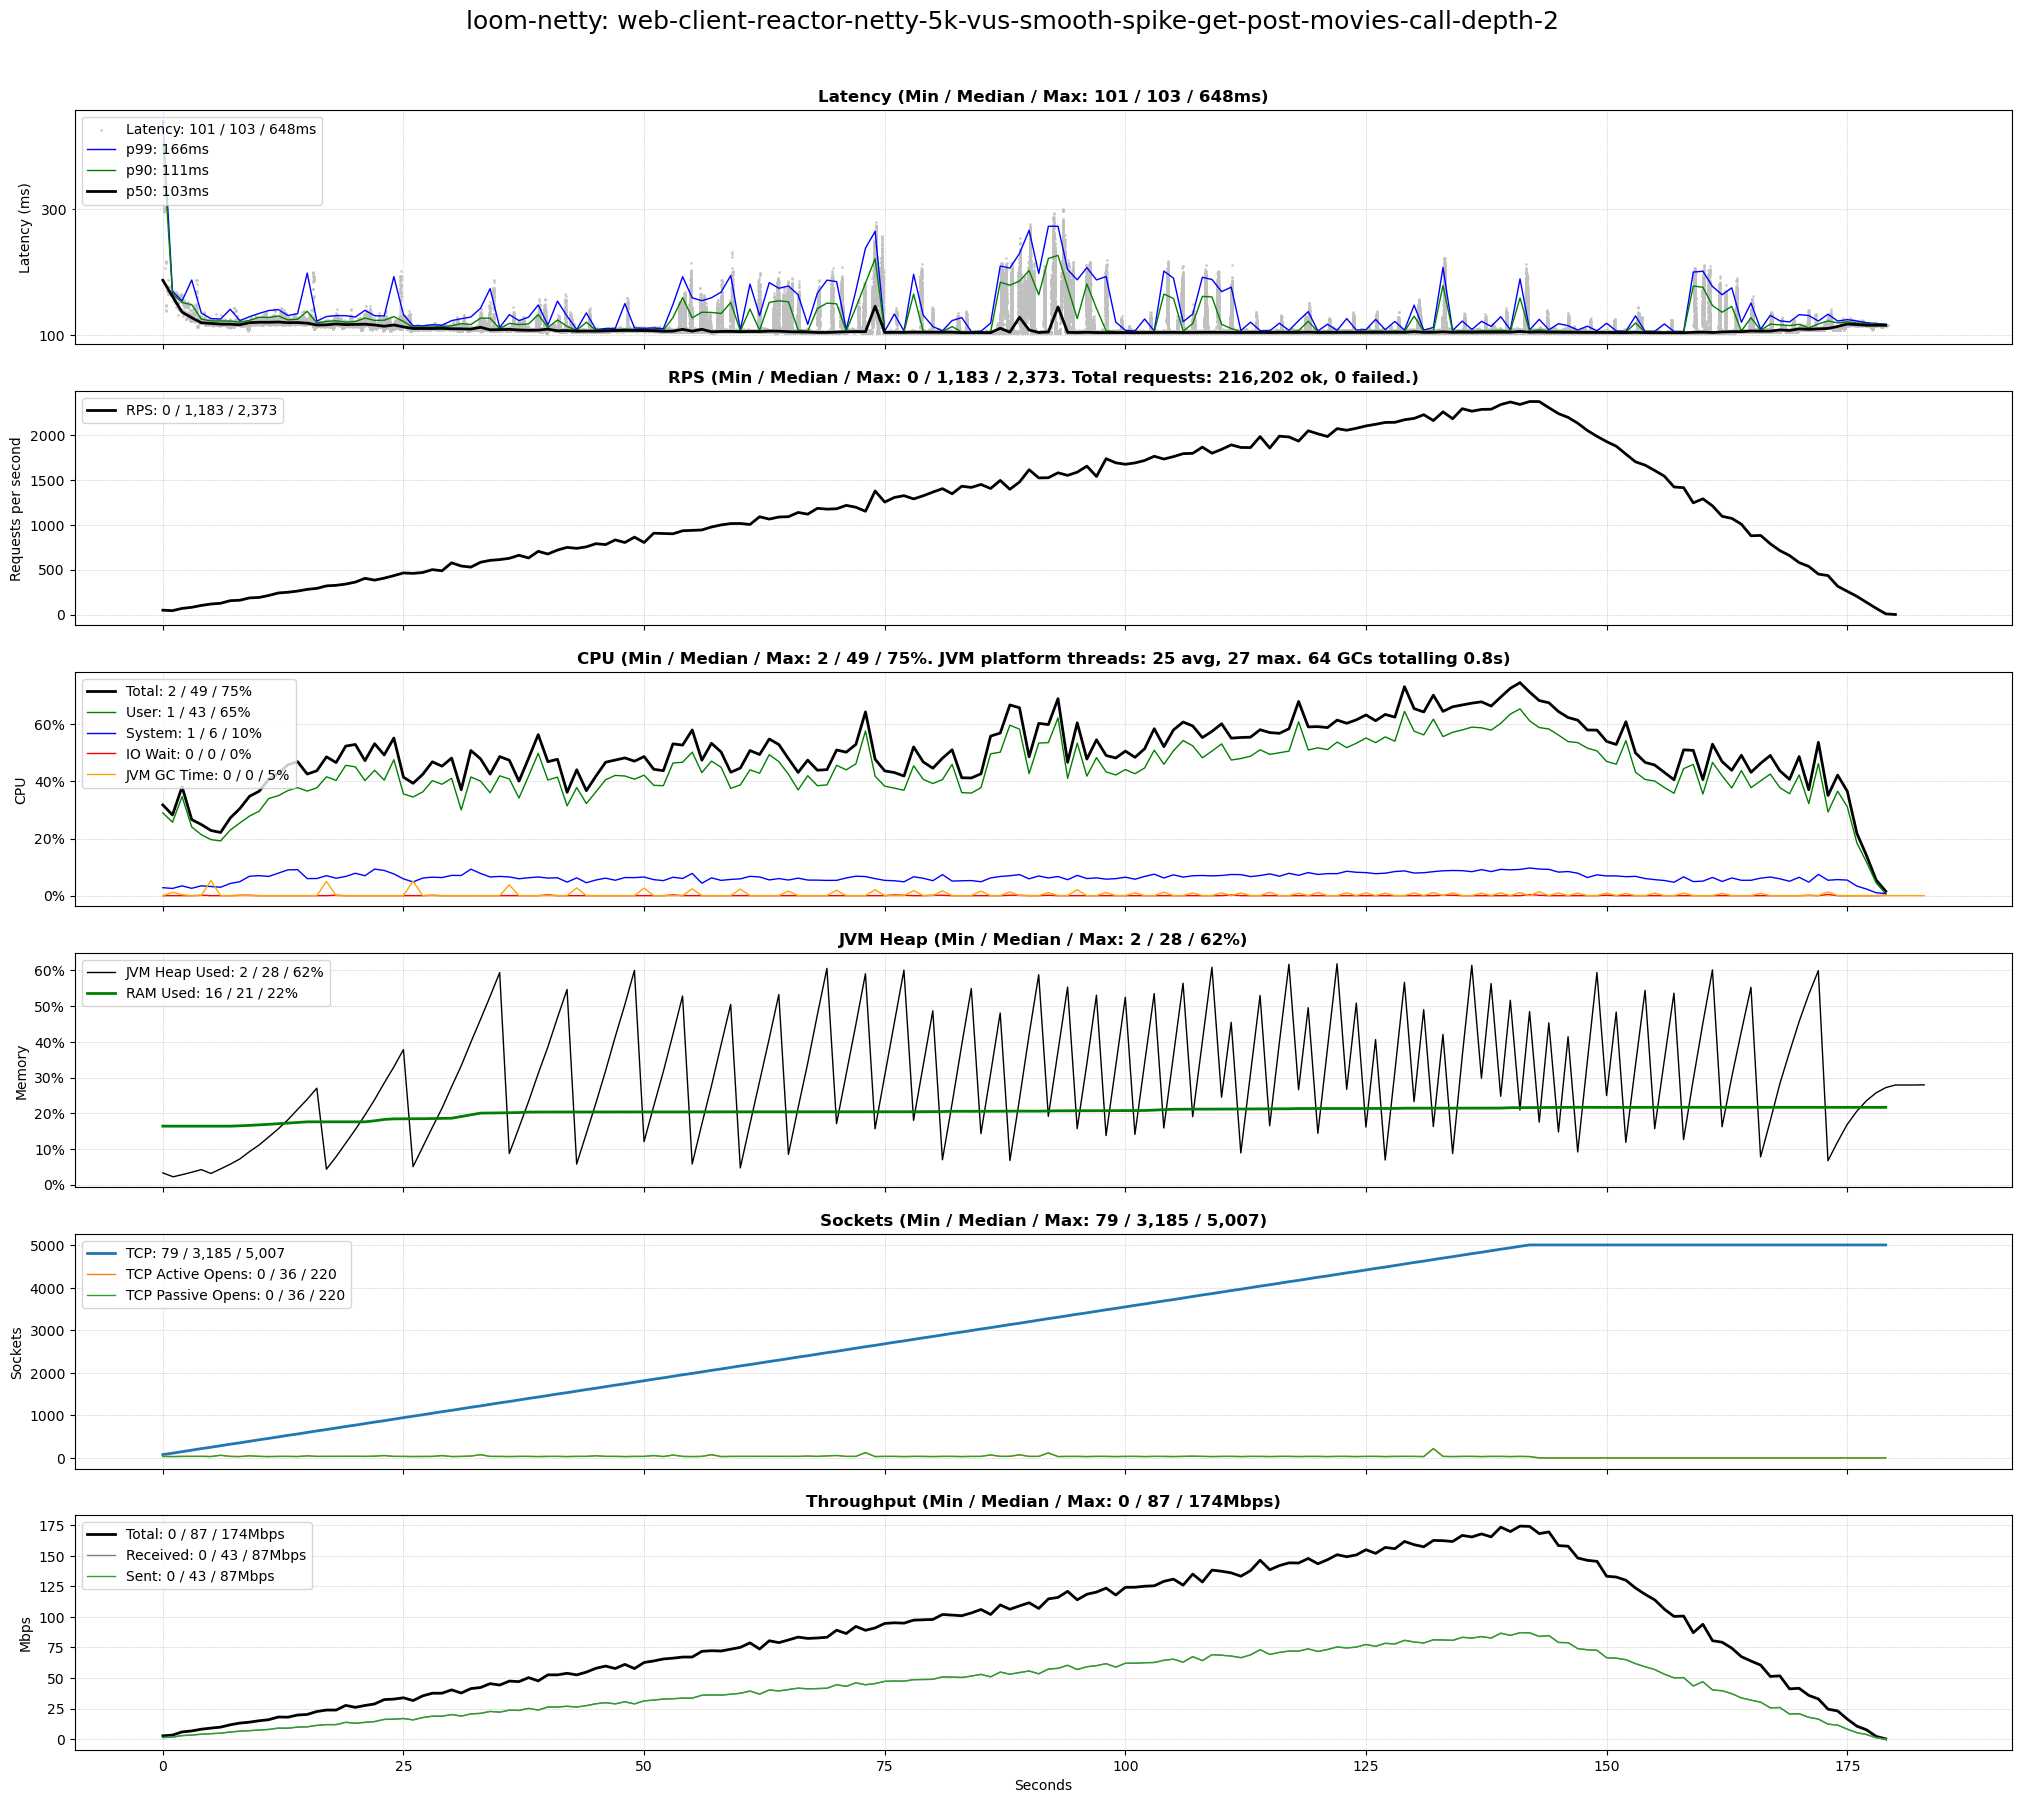 loom-netty: web-client-reactor-netty-5k-vus-smooth-spike-get-post-movies-call-depth-2
Latency (Min / Median / Max: 101 / 103 / 648ms)
Latency: 101 / 103 / 648ms
p99: 166ms
p90: 111ms
p50: 103ms
Latency (ms)
300
100
RPS (Min / Median / Max: 0 / 1,183 / 2,373. Total requests: 216,202 ok, 0 failed.)
RPS: 0 / 1,183 / 2,373
Requests per second
2000
1500
1000
500
0
CPU (Min / Median / Max: 2 / 49 / 75%. JVM platform threads: 25 avg, 27 max. 64 GCs totalling 0.8s)
Total: 2 / 49 / 75%
User: 1 / 43 / 65%
System: 1 / 6 / 10%
IO Wait: 0 / 0 / 0%
JVM GC Time: 0 / 0 / 5%
CPU
60%
40%
20%
0%
JVM Heap (Min / Median / Max: 2 / 28 / 62%)
JVM Heap Used: 2 / 28 / 62%
RAM Used: 16 / 21 / 22%
Memory
60%
50%
40%
30%
20%
10%
0%
Sockets (Min / Median / Max: 79 / 3,185 / 5,007)
TCP: 79 / 3,185 / 5,007
TCP Active Opens: 0 / 36 / 220
TCP Passive Opens: 0 / 36 / 220
Sockets
5000
4000
3000
2000
1000
0
Throughput (Min / Median / Max: 0 / 87 / 174Mbps)
Total: 0 / 87 / 174Mbps
Received: 0 / 43 / 87Mbps
Sent: 0 / 43 / 87Mbps
Mbps
175
150
125
100
75
50
25
0
0 25 50 75 100 125 150 175
Seconds